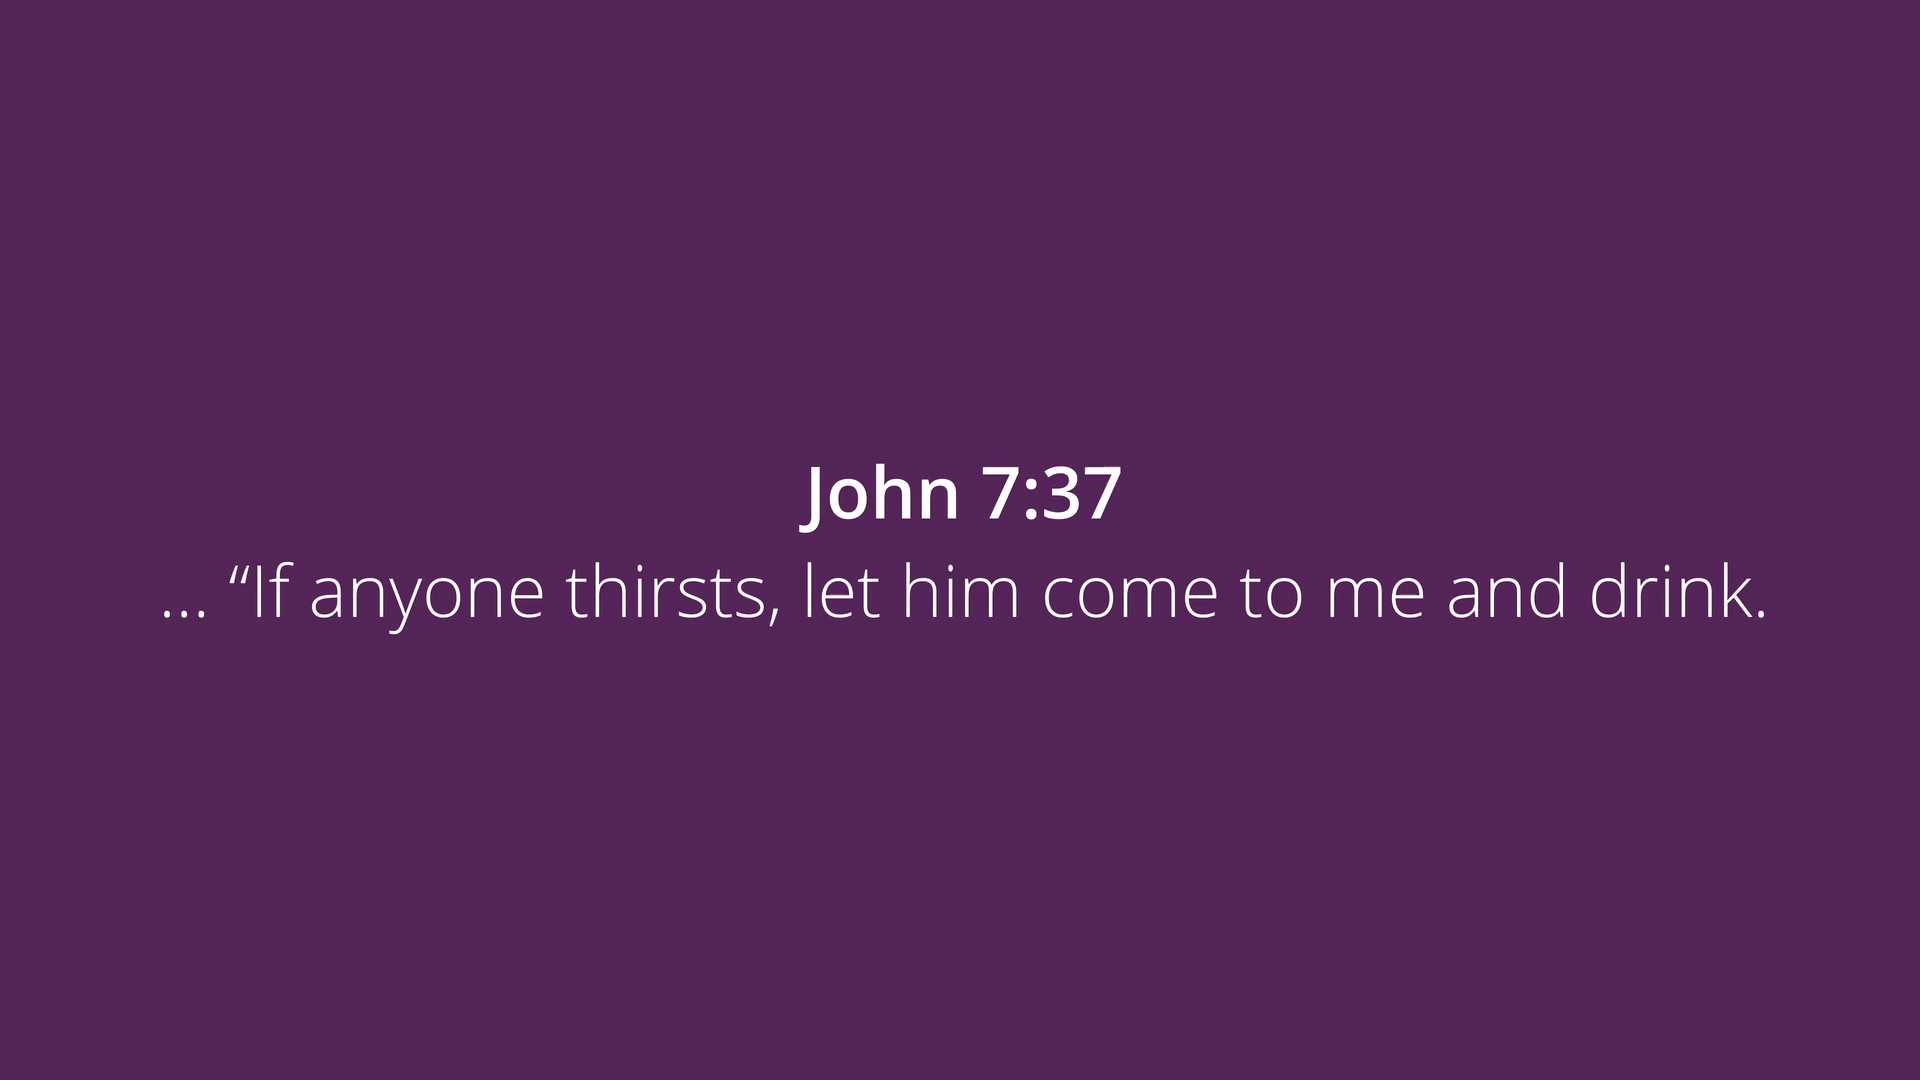 John 7:37
... “If anyone thirsts, let him come to me and drink.